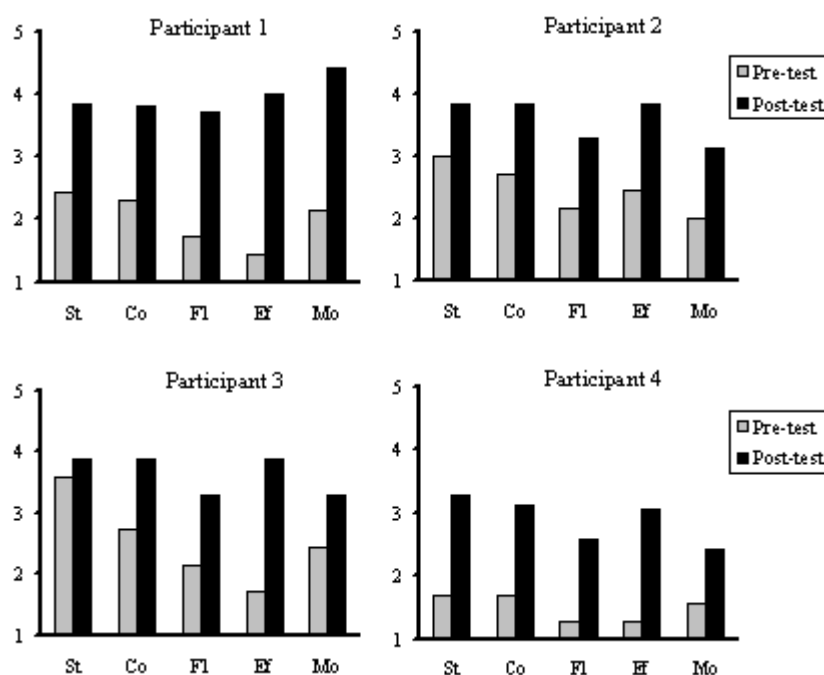 Participant 1
5
4
3
2
1
St Co Fl Ef Mo
Participant 2
5
4
3
2
1
St Co Fl Ef Mo
Pre-test
Post-test
Participant 3
5
4
3
2
1
St Co Fl Ef Mo
Participant 4
5
4
3
2
1
St Co Fl Ef Mo
Pre-test
Post-test